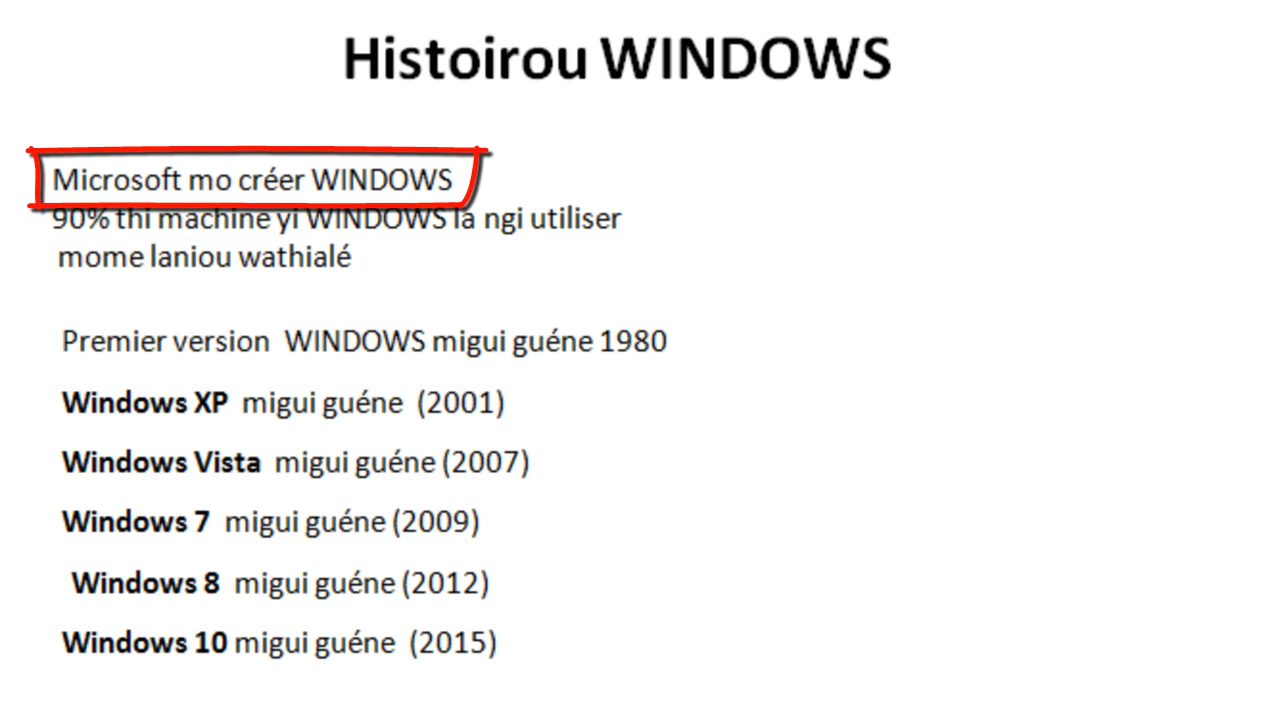 Histoirou WINDOWS
Microsoft mo créer WINDOWS
90% thi machine yi WINDOWS la ngi utiliser
mome laniou wathialé
Premier version WINDOWS migui guéne 1980
Windows XP migui guéne (2001)
Windows Vista migui guéne (2007)
Windows 7 migui guéne (2009)
Windows 8 migui guéne (2012)
Windows 10 migui guéne (2015)